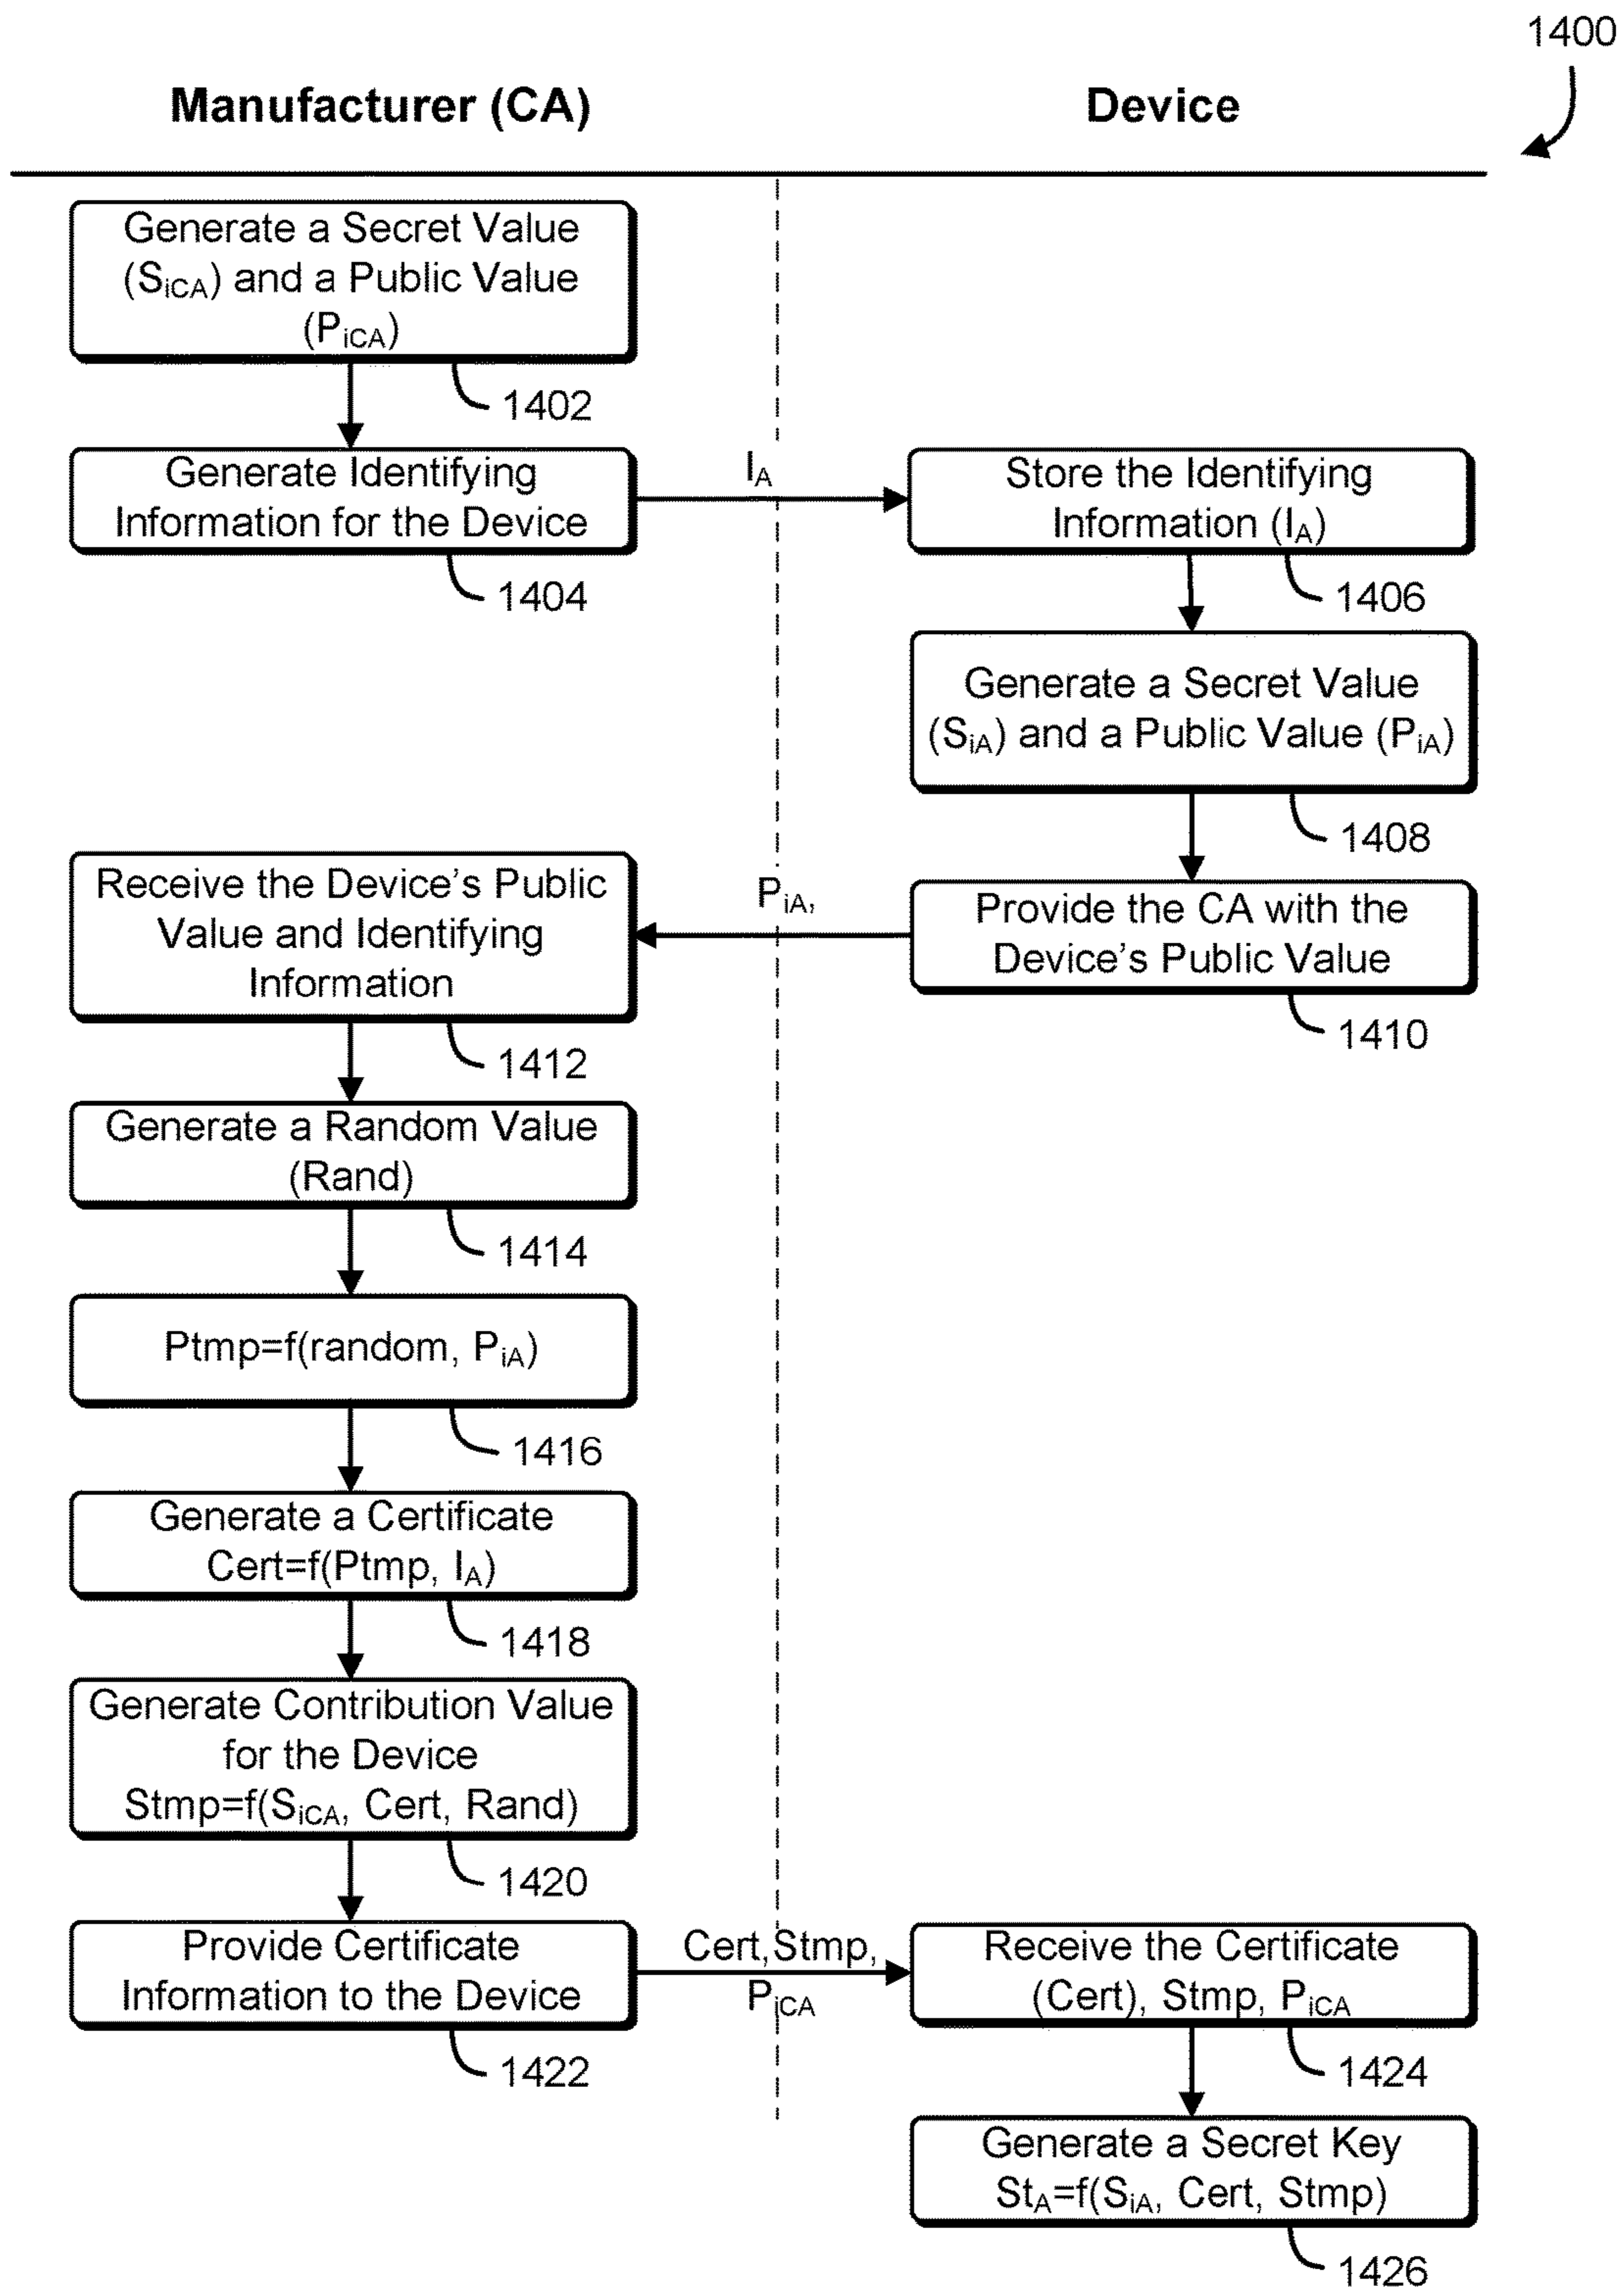 1400
Manufacturer (CA)
Device
Generate a Secret Value
(SiCA) and a Public Value
(PiCA)
1402
Generate Identifying
Information for the Device
1404
IA
Store the Identifying
Information (IA)
1406
Generate a Secret Value
(SiA) and a Public Value (PiA)
1408
Provide the CA with the
Device's Public Value
1410
PiA,
Receive the Device's Public
Value and Identifying
Information
1412
Generate a Random Value
(Rand)
1414
Ptmp=f(random, PiA)
1416
Generate a Certificate
Cert=f(Ptmp, IA)
1418
Generate Contribution Value
for the Device
Stmp=f(SiCA, Cert, Rand)
1420
Provide Certificate
Information to the Device
1422
Cert,Stmp,
PiCA
Receive the Certificate
(Cert), Stmp, PiCA
1424
Generate a Secret Key
StA=f(SiA, Cert, Stmp)
1426